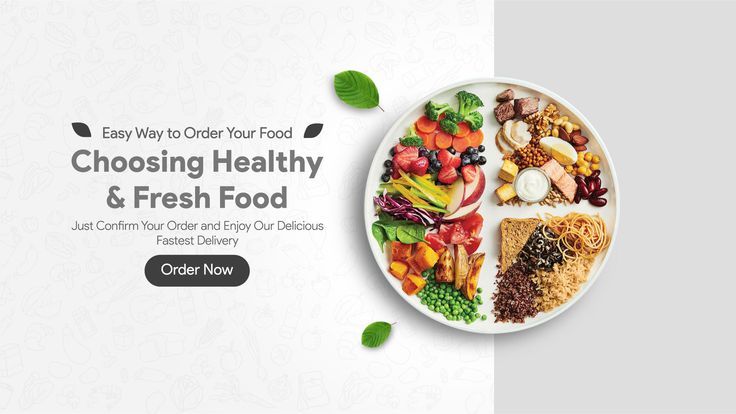 Easy Way to Order Your Food
Choosing Healthy
& Fresh Food
Just Confirm Your Order and Enjoy Our Delicious
Fastest Delivery
Order Now